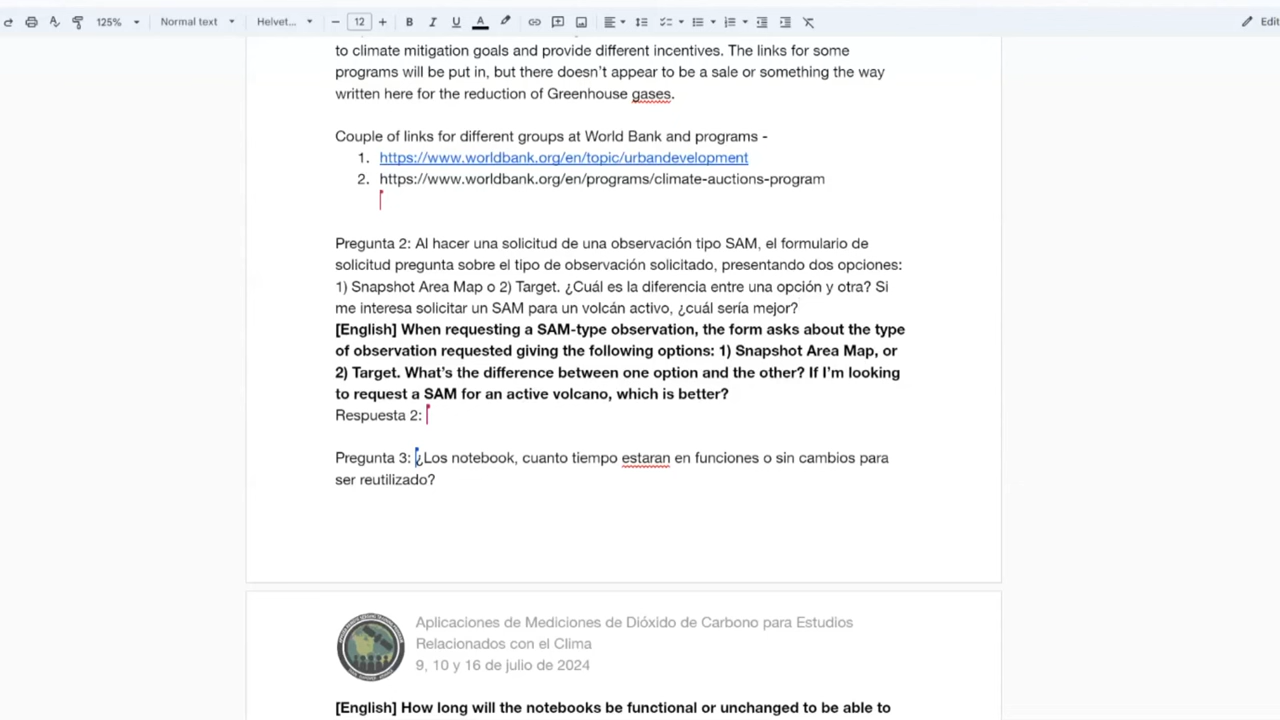 125% Normal text Helvet... 12 B I U A Edit
to climate mitigation goals and provide different incentives. The links for some
programs will be put in, but there doesn't appear to be a sale or something the way
written here for the reduction of Greenhouse gases.
Couple of links for different groups at World Bank and programs -
1. https://www.worldbank.org/en/topic/urbandevelopment
2. https://www.worldbank.org/en/programs/climate-auctions-program
Pregunta 2: Al hacer una solicitud de una observación tipo SAM, el formulario de
solicitud pregunta sobre el tipo de observación solicitado, presentando dos opciones:
1) Snapshot Area Map o 2) Target. ¿Cuál es la diferencia entre una opción y otra? Si
me interesa solicitar un SAM para un volcán activo, ¿cuál sería mejor?
[English] When requesting a SAM-type observation, the form asks about the type
of observation requested giving the following options: 1) Snapshot Area Map, or
2) Target. What's the difference between one option and the other? If I'm looking
to request a SAM for an active volcano, which is better?
Respuesta 2:
Pregunta 3: ¿Los notebook, cuanto tiempo estaran en funciones o sin cambios para
ser reutilizado?
Aplicaciones de Mediciones de Dióxido de Carbono para Estudios
Relacionados con el Clima
9, 10 y 16 de julio de 2024
[English] How long will the notebooks be functional or unchanged to be able to